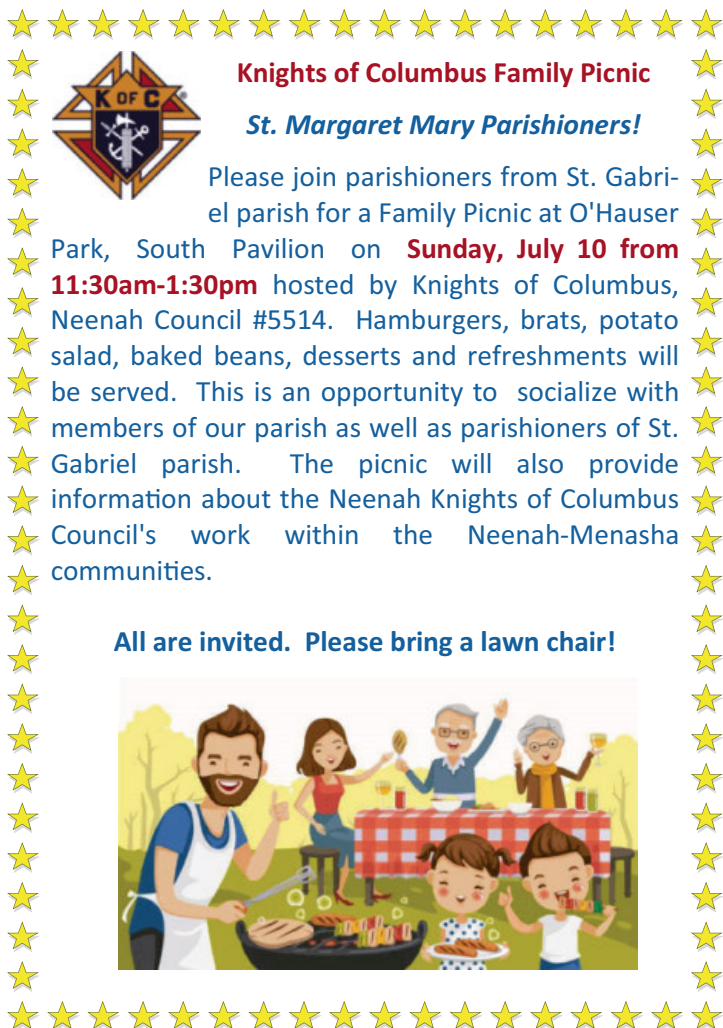 K OF C
®
Knights of Columbus Family Picnic
St. Margaret Mary Parishioners!
Please join parishioners from St. Gabri-
el parish for a Family Picnic at O'Hauser
Park, South Pavilion on Sunday, July 10 from
11:30am-1:30pm hosted by Knights of Columbus,
Neenah Council #5514. Hamburgers, brats, potato
salad, baked beans, desserts and refreshments will
be served. This is an opportunity to socialize with
members of our parish as well as parishioners of St.
Gabriel parish. The picnic will also provide
information about the Neenah Knights of Columbus
Council's work within the Neenah-Menasha
communities.
All are invited. Please bring a lawn chair!